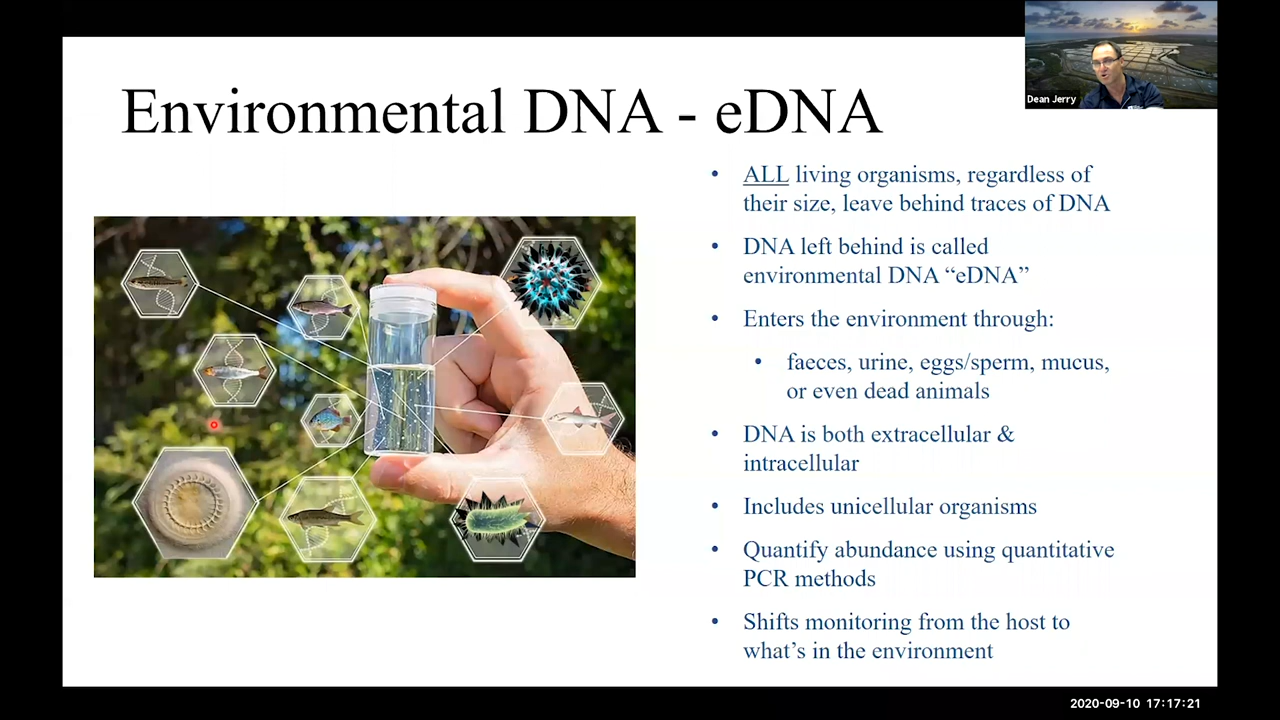 Environmental DNA - eDNA
Dean Jerry
• ALL living organisms, regardless of
their size, leave behind traces of DNA
• DNA left behind is called
environmental DNA “eDNA”
• Enters the environment through:
• faeces, urine, eggs/sperm, mucus,
or even dead animals
• DNA is both extracellular &
intracellular
• Includes unicellular organisms
• Quantify abundance using quantitative
PCR methods
• Shifts monitoring from the host to
what’s in the environment
2020-09-10 17:17:21